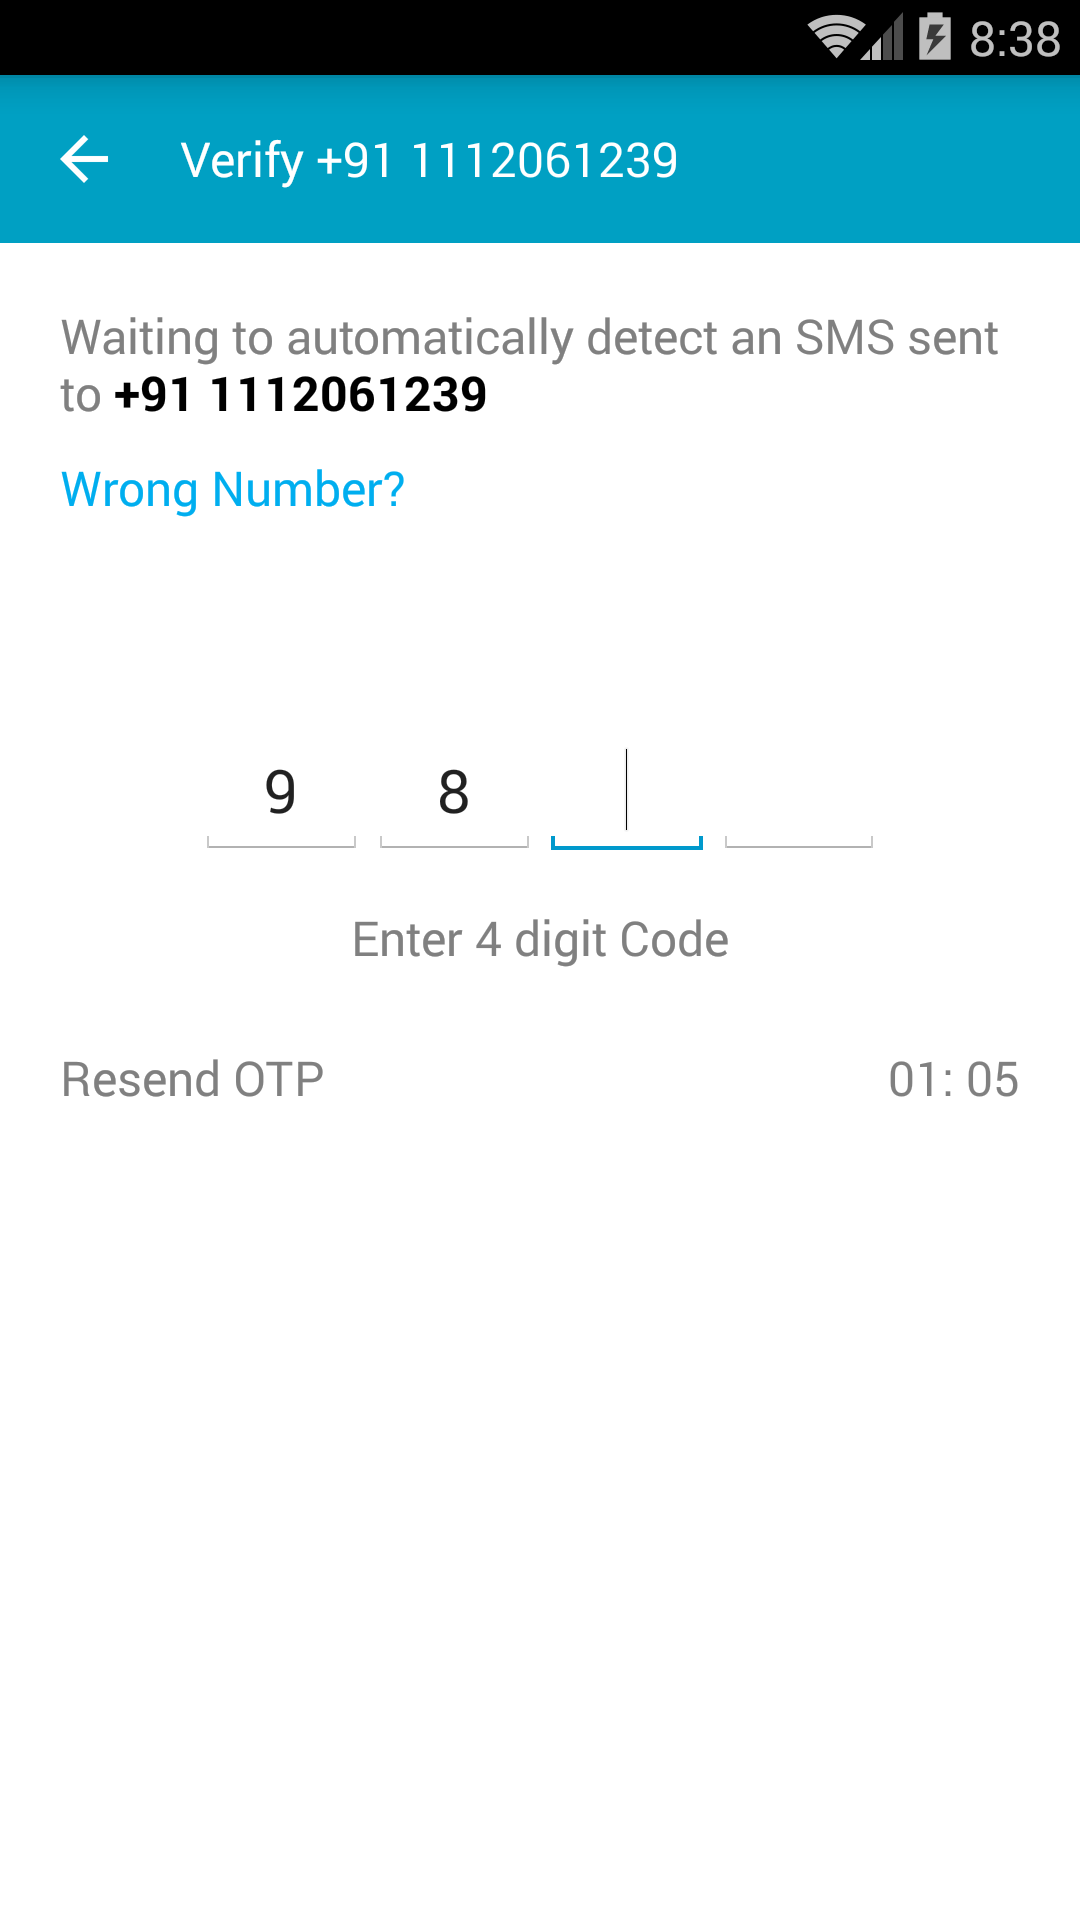 8:38
Verify +91 1112061239
Waiting to automatically detect an SMS sent
to +91 1112061239
Wrong Number?
9 8
Enter 4 digit Code
Resend OTP 01: 05